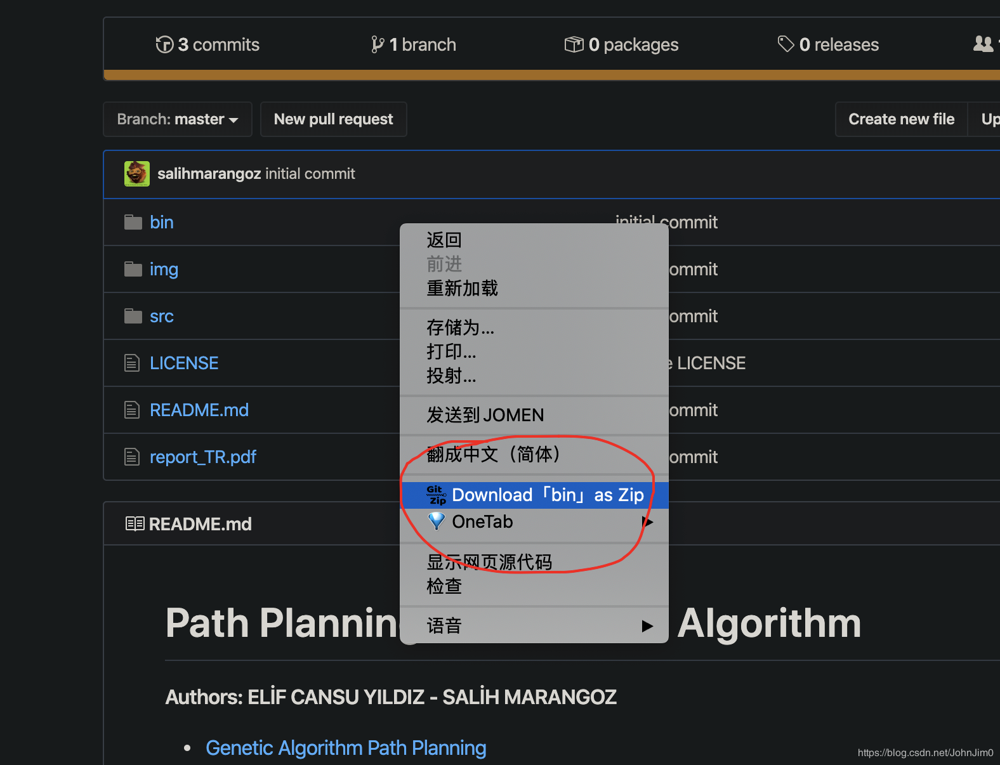 3 commits
1 branch
0 packages
0 releases
Branch: master
New pull request
Create new file
Up
salihmarangoz initial commit
bin
initial commit
img
ommit
src
ommit
LICENSE
e LICENSE
README.md
ommit
report_TR.pdf
ommit
返回
前进
重新加载
存储为...
打印...
投射...
发送到 JOMEN
翻成中文（简体）
Git Zip Download「bin」as Zip
OneTab
显示网页源代码
检查
语音
README.md
Path Plannin Algorithm
Authors: ELİF CANSU YILDIZ - SALİH MARANGOZ
Genetic Algorithm Path Planning
https://blog.csdn.net/JohnJim0